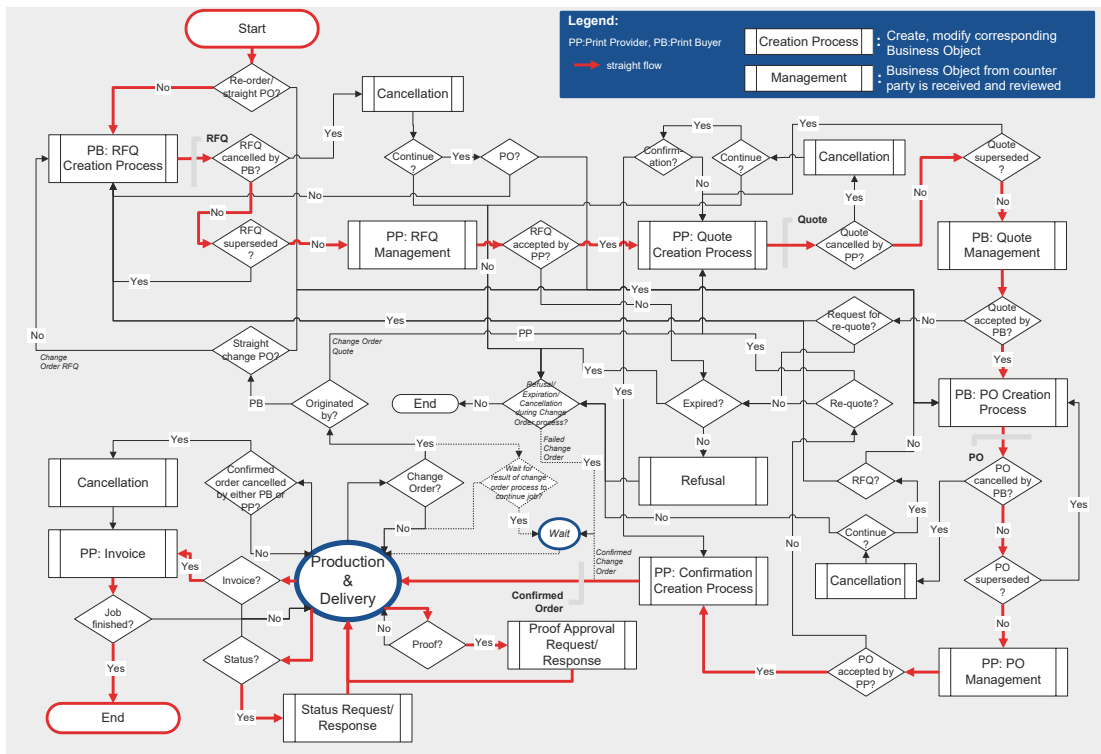 Start
Legend:
PP:Print Provider, PB:Print Buyer
straight flow
Creation Process
: Create, modify corresponding
Business Object
Management
: Business Object from counter
party is received and reviewed
Re-order/
straight PO?
No
Cancellation
Yes
PB: RFQ
Creation Process
RFQ
RFQ
cancelled by
PB?
Continue
?
Yes
PO?
No
No
Yes
Confirm-
ation?
No
Continue
?
Cancellation
Yes
Yes
Quote
superseded
?
No
No
RFQ
superseded
?
No
Yes
PP: RFQ
Management
RFQ
accepted by
PP?
Yes
No
No
PP: Quote
Creation Process
Quote
Quote
cancelled by
PP?
PB: Quote
Management
Yes
Yes
PP
Yes
Request for
re-quote?
No
Quote
accepted by
PB?
Yes
No
Change
Order RFQ
Straight
change PO?
Change Order
Quote
PB
Originated
by?
End
No
Refusal/
Expiration/
Cancellation
during Change
Order process?
Yes
Yes
Expired?
No
No
Re-quote?
PB: PO Creation
Process
Failed
Change
Order
Yes
Refusal
No
RFQ?
PO
PO
cancelled by
PB?
Yes
Yes
Cancellation
Confirmed
order cancelled
by either PB or
PP?
Yes
Change
Order?
Wait for
result of change
order process to
continue job?
No
Yes
Wait
No
Continue
?
Yes
Yes
No
No
PP: Invoice
Yes
Invoice?
Production
&
Delivery
Confirmed
Change
Order
Confirmed
Order
PP: Confirmation
Creation Process
Cancellation
PO
superseded
?
No
Job
finished?
No
Yes
Status?
Yes
No
Proof?
Yes
Proof Approval
Request/
Response
Yes
PO
accepted by
PP?
PP: PO
Management
End
Status Request/
Response